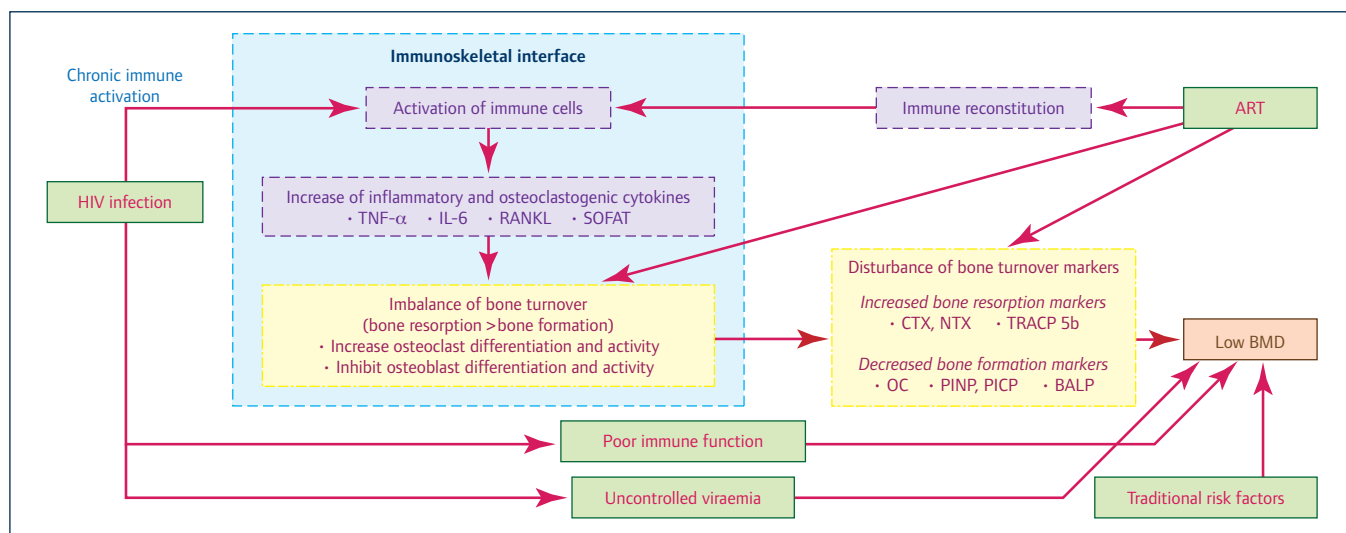 Immunoskeletal interface
Chronic immune
activation
Activation of immune cells
Immune reconstitution
ART
HIV infection
Increase of inflammatory and osteoclastogenic cytokines
· TNF-α · IL-6 · RANKL · SOFAT
Imbalance of bone turnover
(bone resorption >bone formation)
· Increase osteoclast differentiation and activity
· Inhibit osteoblast differentiation and activity
Disturbance of bone turnover markers
Increased bone resorption markers
· CTX, NTX · TRACP 5b
Decreased bone formation markers
· OC · PINP, PICP · BALP
Low BMD
Poor immune function
Uncontrolled viraemia
Traditional risk factors